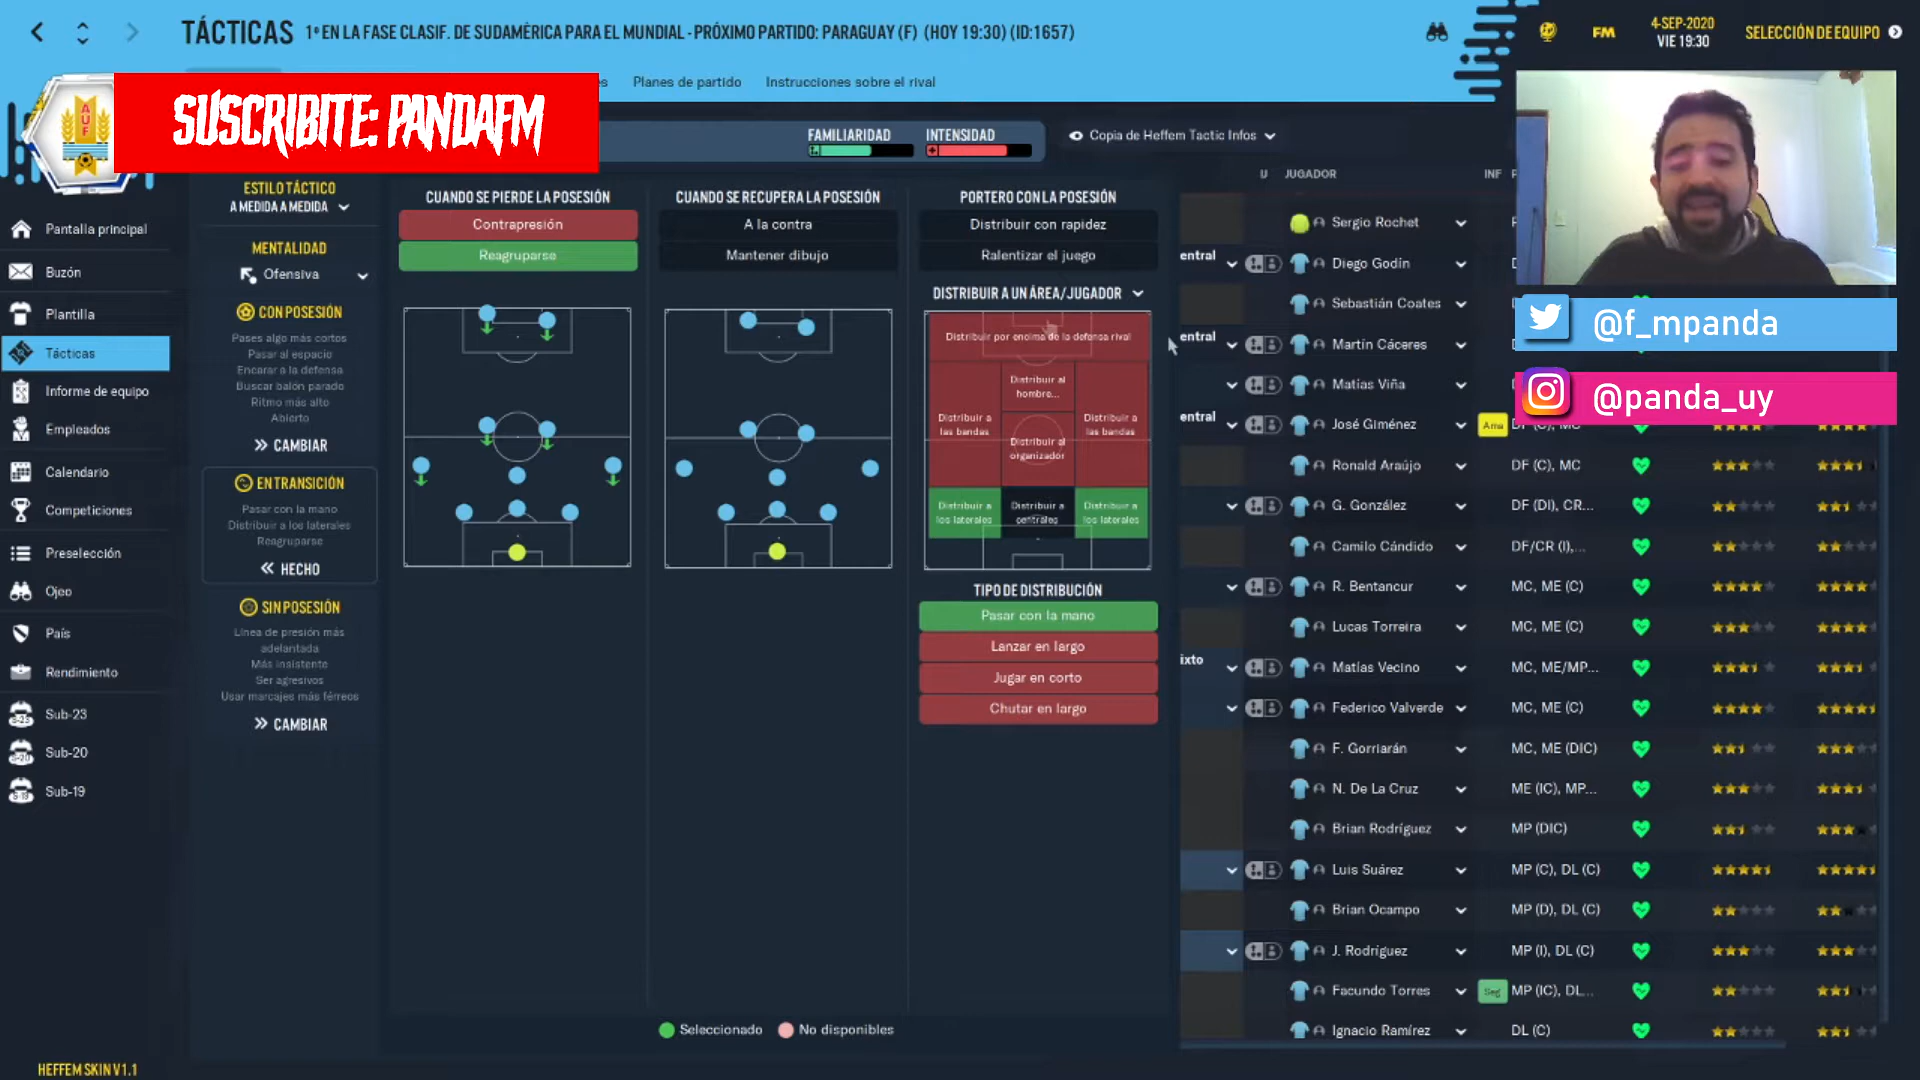 TÁCTICAS
1º EN LA FASE CLASIF. DE SUDAMÉRICA PARA EL MUNDIAL - PRÓXIMO PARTIDO: PARAGUAY (F) (HOY 19:30) (ID:1657)
FM
4-SEP-2020
VIE 19:30
SELECCIÓN DE EQUIPO
Planes de partido
Instrucciones sobre el rival
AUF
SUSCRIBITE: PANDAFM
FAMILIARIDAD
INTENSIDAD
Copia de Heffem Tactic Infos
@f_mpanda
@panda_uy
Pantalla principal
Buzón
Plantilla
Tácticas
Informe de equipo
Empleados
Calendario
Competiciones
Preselección
Ojeo
País
Rendimiento
Sub-23
Sub-20
Sub-19
HEFFEM SKIN V1.1
ESTILO TÁCTICO
A MEDIDA A MEDIDA
MENTALIDAD
Ofensiva
CON POSESIÓN
Pases algo más cortos
Pasar al espacio
Encarar a la defensa
Buscar balón parado
Ritmo más alto
Abierto
CAMBIAR
EN TRANSICIÓN
Pasar con la mano
Distribuir a los laterales
Reagruparse
HECHO
SIN POSESIÓN
Línea de presión más
adelantada
Más insistente
Ser agresivos
Usar marcajes más férreos
CAMBIAR
CUANDO SE PIERDE LA POSESIÓN
Contrapresión
Reagruparse
CUANDO SE RECUPERA LA POSESIÓN
A la contra
Mantener dibujo
PORTERO CON LA POSESIÓN
Distribuir con rapidez
Ralentizar el juego
DISTRIBUIR A UN ÁREA/JUGADOR
Distribuir por encima de la defensa rival
Distribuir al
hombre...
Distribuir a
las bandas
Distribuir al
organizador
Distribuir a
las bandas
Distribuir a
los laterales
Distribuir a
centrales
Distribuir a
los laterales
TIPO DE DISTRIBUCIÓN
Pasar con la mano
Lanzar en largo
Jugar en corto
Chutar en largo
Seleccionado
No disponibles
U JUGADOR INF
Sergio Rochet
entral Diego Godín
Sebastián Coates
entral Martín Cáceres
Matías Viña
entral José Giménez Ama DF (C), MC
Ronald Araújo DF (C), MC
G. González DF (DI), CR...
Camilo Cándido DF/CR (I),...
R. Bentancur MC, ME (C)
Lucas Torreira MC, ME (C)
ixto Matías Vecino MC, ME/MP...
Federico Valverde MC, ME (C)
F. Gorriarán MC, ME (DIC)
N. De La Cruz ME (IC), MP...
Brian Rodríguez MP (DIC)
Luis Suárez MP (C), DL (C)
Brian Ocampo MP (D), DL (C)
J. Rodríguez MP (I), DL (C)
Facundo Torres Seg MP (IC), DL...
Ignacio Ramírez DL (C)